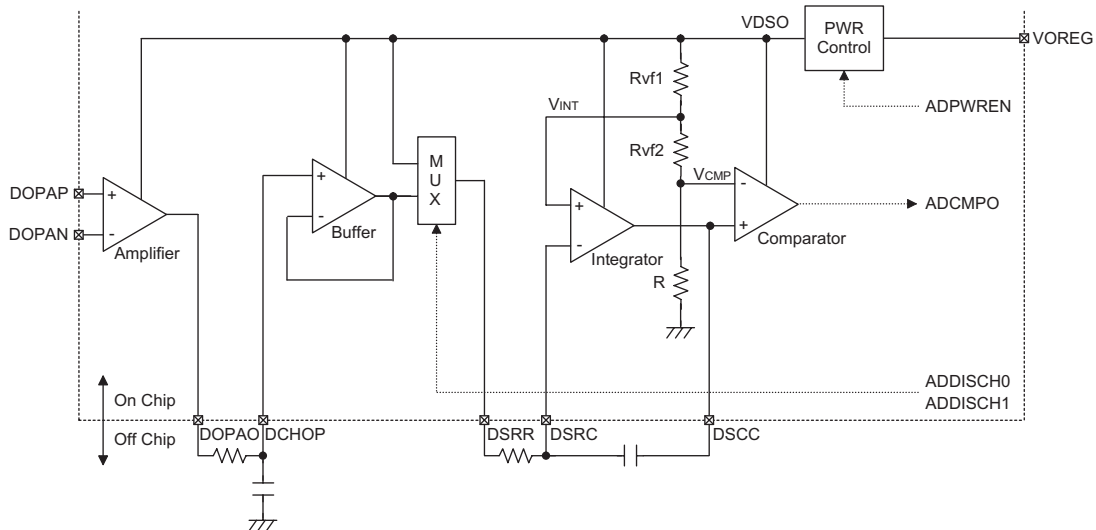 VDSO
PWR
Control
VOREG
ADPWREN
Rvf1
VINT
Rvf2
M
U
X
VCMP
DOPAP
DOPAN
+
-
Amplifier
+
-
Buffer
+
-
Integrator
-
+
Comparator
ADCMPO
R
ADDISCH0
ADDISCH1
On Chip
Off Chip
DOPAO
DCHOP
DSRR
DSRC
DSCC